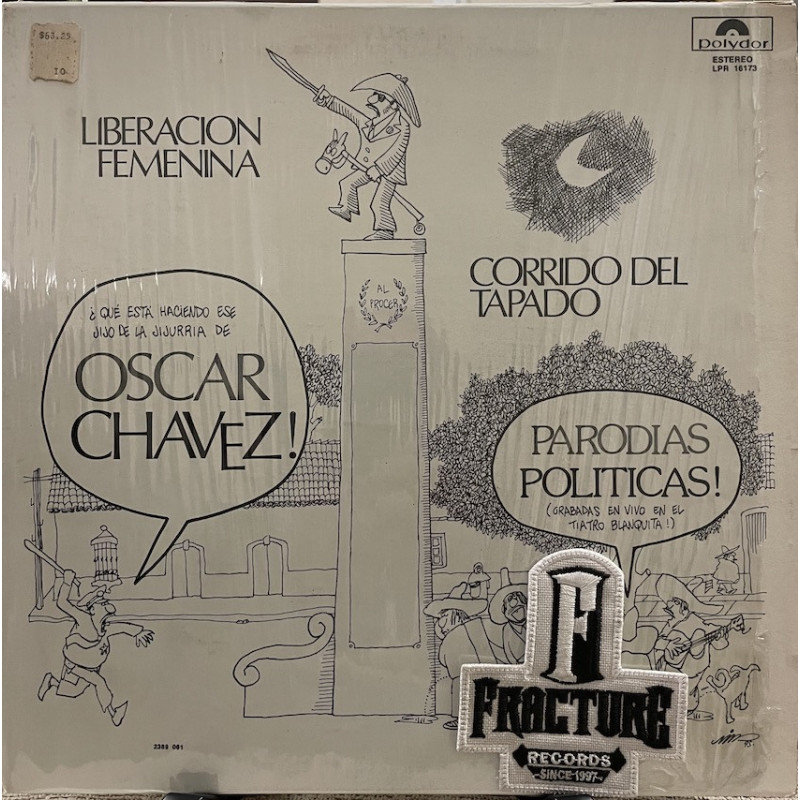 $63.25
10
Polydor
ESTEREO
LPR 16173
LIBERACION
FEMENINA
AL
PROCER
CORRIDO DEL
TAPADO
¿QUÉ ESTÁ HACIENDO ESE
JIJO DE LA JIJURRIA DE
OSCAR
CHAVEZ!
PARODIAS
POLITICAS!
(GRABADAS EN VIVO EN EL
TIATRO BLANQUITA!)
F
FRACTURE
RECORDS
-SINCE 1997-
2389 081